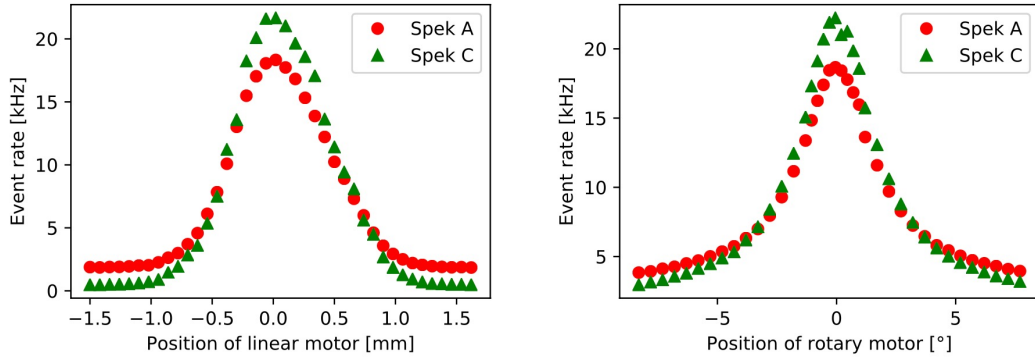 Event rate [kHz]
20
15
10
5
0
Spek A
Spek C
−1.5 −1.0 −0.5 0.0 0.5 1.0 1.5
Position of linear motor [mm]
Event rate [kHz]
20
15
10
5
Spek A
Spek C
−5 0 5
Position of rotary motor [°]